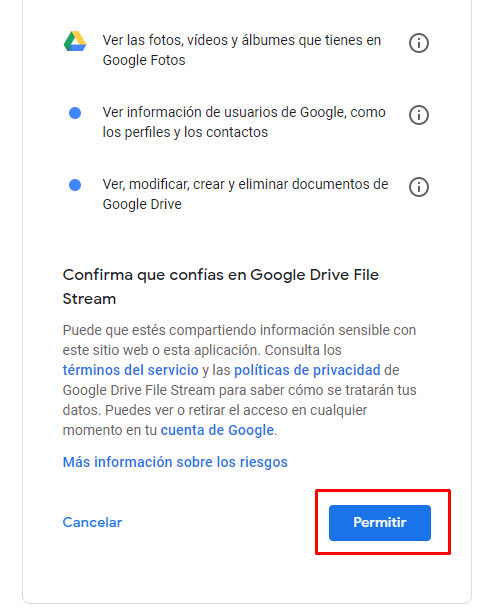 Ver las fotos, vídeos y álbumes que tienes en
Google Fotos
Ver información de usuarios de Google, como
los perfiles y los contactos
Ver, modificar, crear y eliminar documentos de
Google Drive
Confirma que confías en Google Drive File
Stream
Puede que estés compartiendo información sensible con
este sitio web o esta aplicación. Consulta los
términos del servicio y las políticas de privacidad de
Google Drive File Stream para saber cómo se tratarán tus
datos. Puedes ver o retirar el acceso en cualquier
momento en tu cuenta de Google.
Más información sobre los riesgos
Cancelar
Permitir